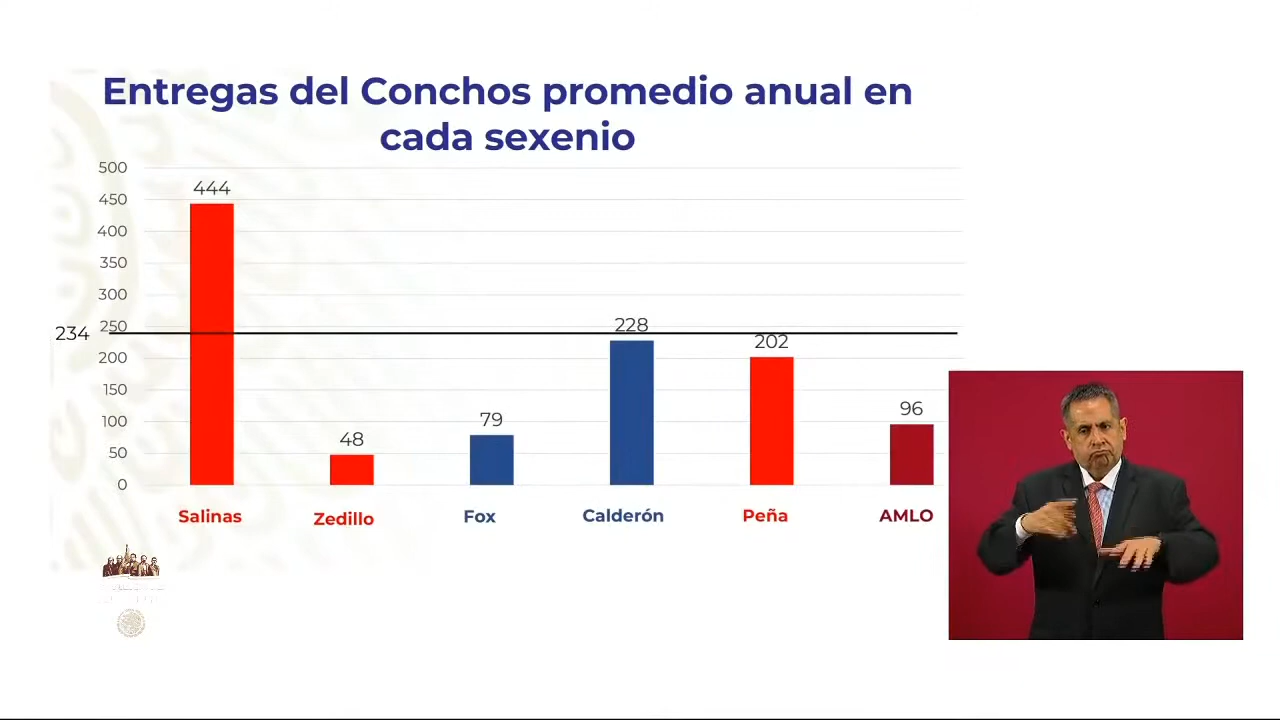 Entregas del Conchos promedio anual en
cada sexenio
500
450
400
350
300
250
200
150
100
50
0
234
444
48
79
228
202
96
Salinas
Zedillo
Fox
Calderón
Peña
AMLO